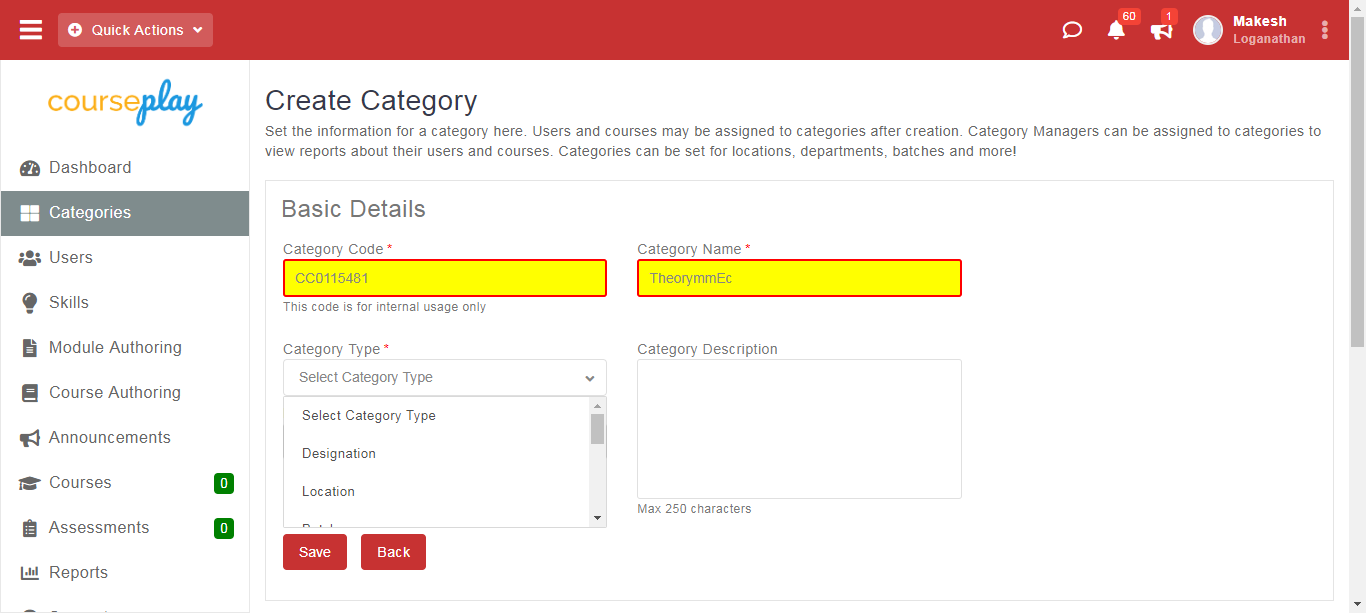 Quick Actions
60
1
Makesh
Loganathan
courseplay
Dashboard
Categories
Users
Skills
Module Authoring
Course Authoring
Announcements
Courses 0
Assessments 0
Reports
Create Category
Set the information for a category here. Users and courses may be assigned to categories after creation. Category Managers can be assigned to categories to
view reports about their users and courses. Categories can be set for locations, departments, batches and more!
Basic Details
Category Code *
CC0115481
This code is for internal usage only
Category Name *
TheorymmEc
Category Type *
Select Category Type
Select Category Type
Designation
Location
Category Description
Max 250 characters
Save
Back